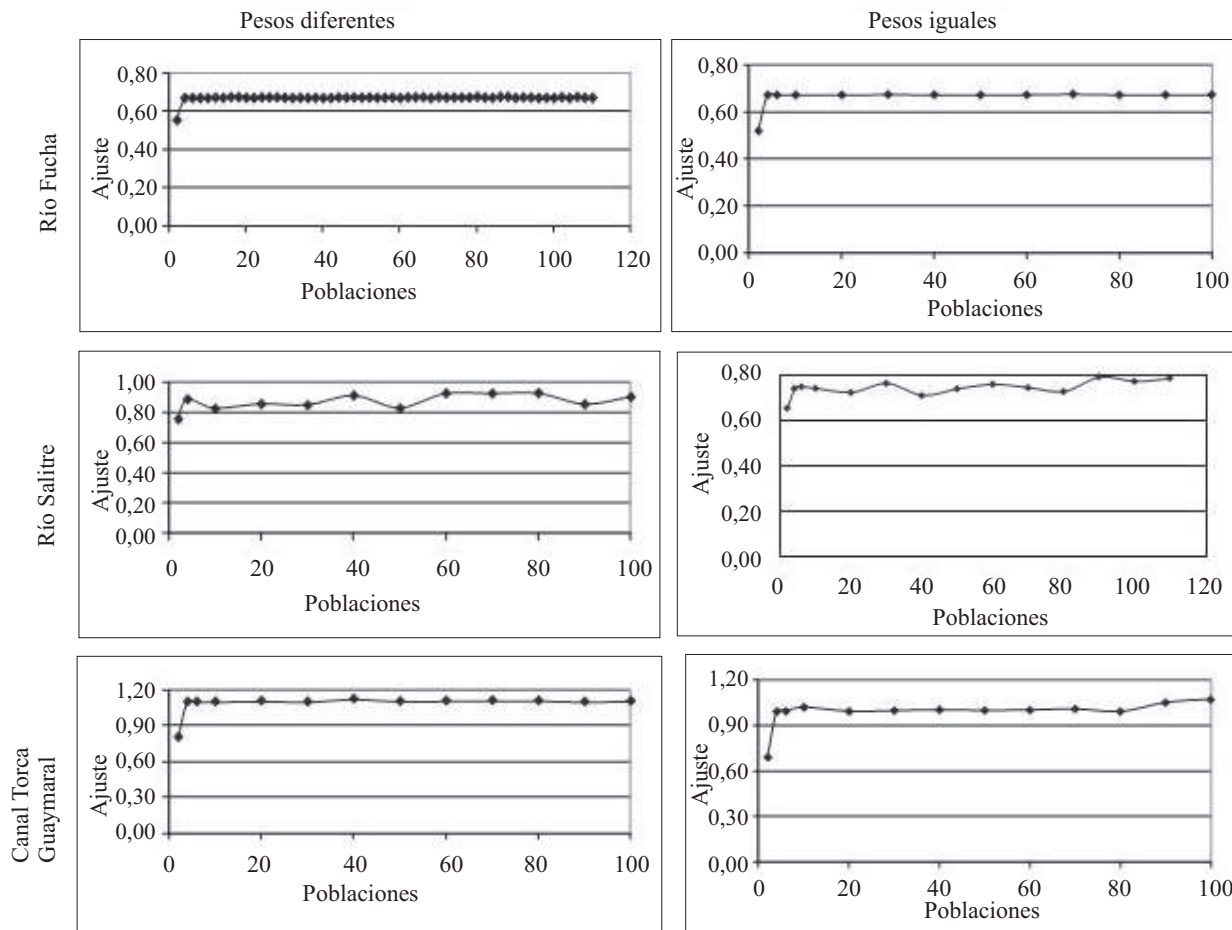 Pesos diferentes
Pesos iguales
Río Fucha
Ajuste
0,80
0,60
0,40
0,20
0,00
0 20 40 60 80 100 120
Poblaciones
Ajuste
0,80
0,60
0,40
0,20
0,00
0 20 40 60 80 100
Poblaciones
Río Salitre
Ajuste
1,00
0,80
0,60
0,40
0,20
0,00
0 20 40 60 80 100
Poblaciones
Ajuste
0,80
0,60
0,40
0,20
0,00
0 20 40 60 80 100 120
Poblaciones
Canal Torca
Guaymaral
Ajuste
1,20
0,90
0,60
0,30
0,00
0 20 40 60 80 100
Poblaciones
Ajuste
1,20
0,90
0,60
0,30
0,00
0 20 40 60 80 100
Poblaciones